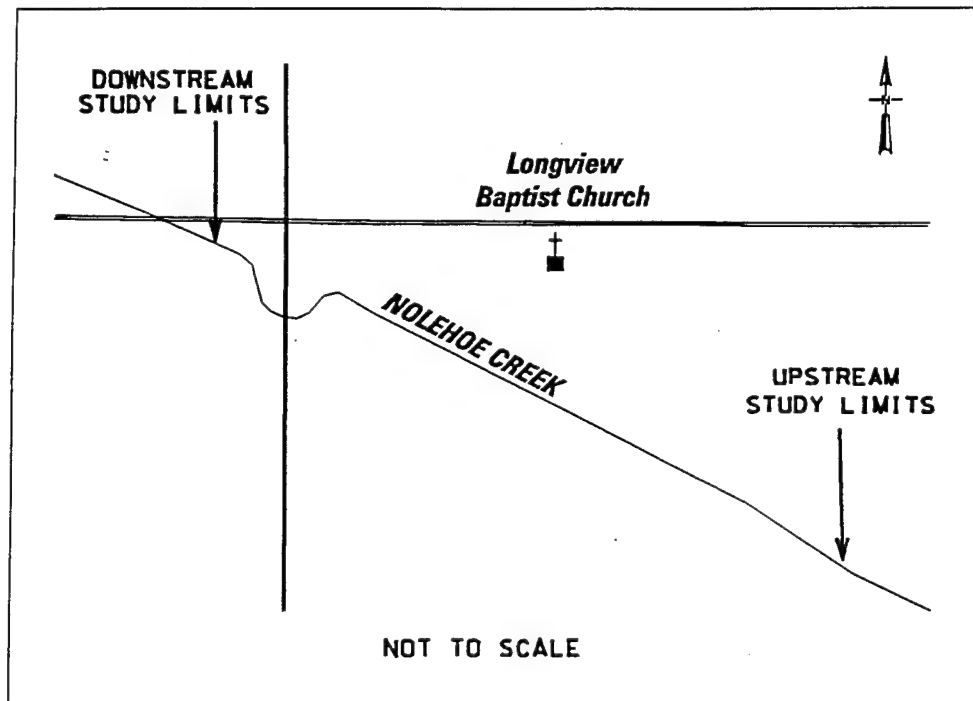 DOWNSTREAM
STUDY LIMITS
Longview
Baptist Church
NOLEHOE CREEK
UPSTREAM
STUDY LIMITS
NOT TO SCALE